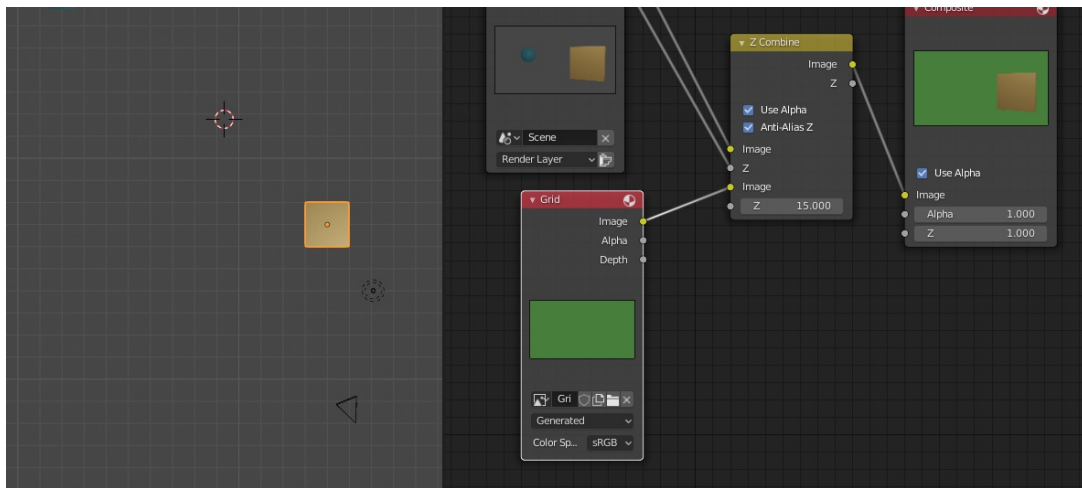 Composite
Z Combine
Image
Z
Use Alpha
Anti-Alias Z
Image
Z
Image
Z 15.000
Scene
Render Layer
Grid
Image
Alpha
Depth
Gri
Generated
Color Sp... sRGB
Use Alpha
Image
Alpha 1.000
Z 1.000